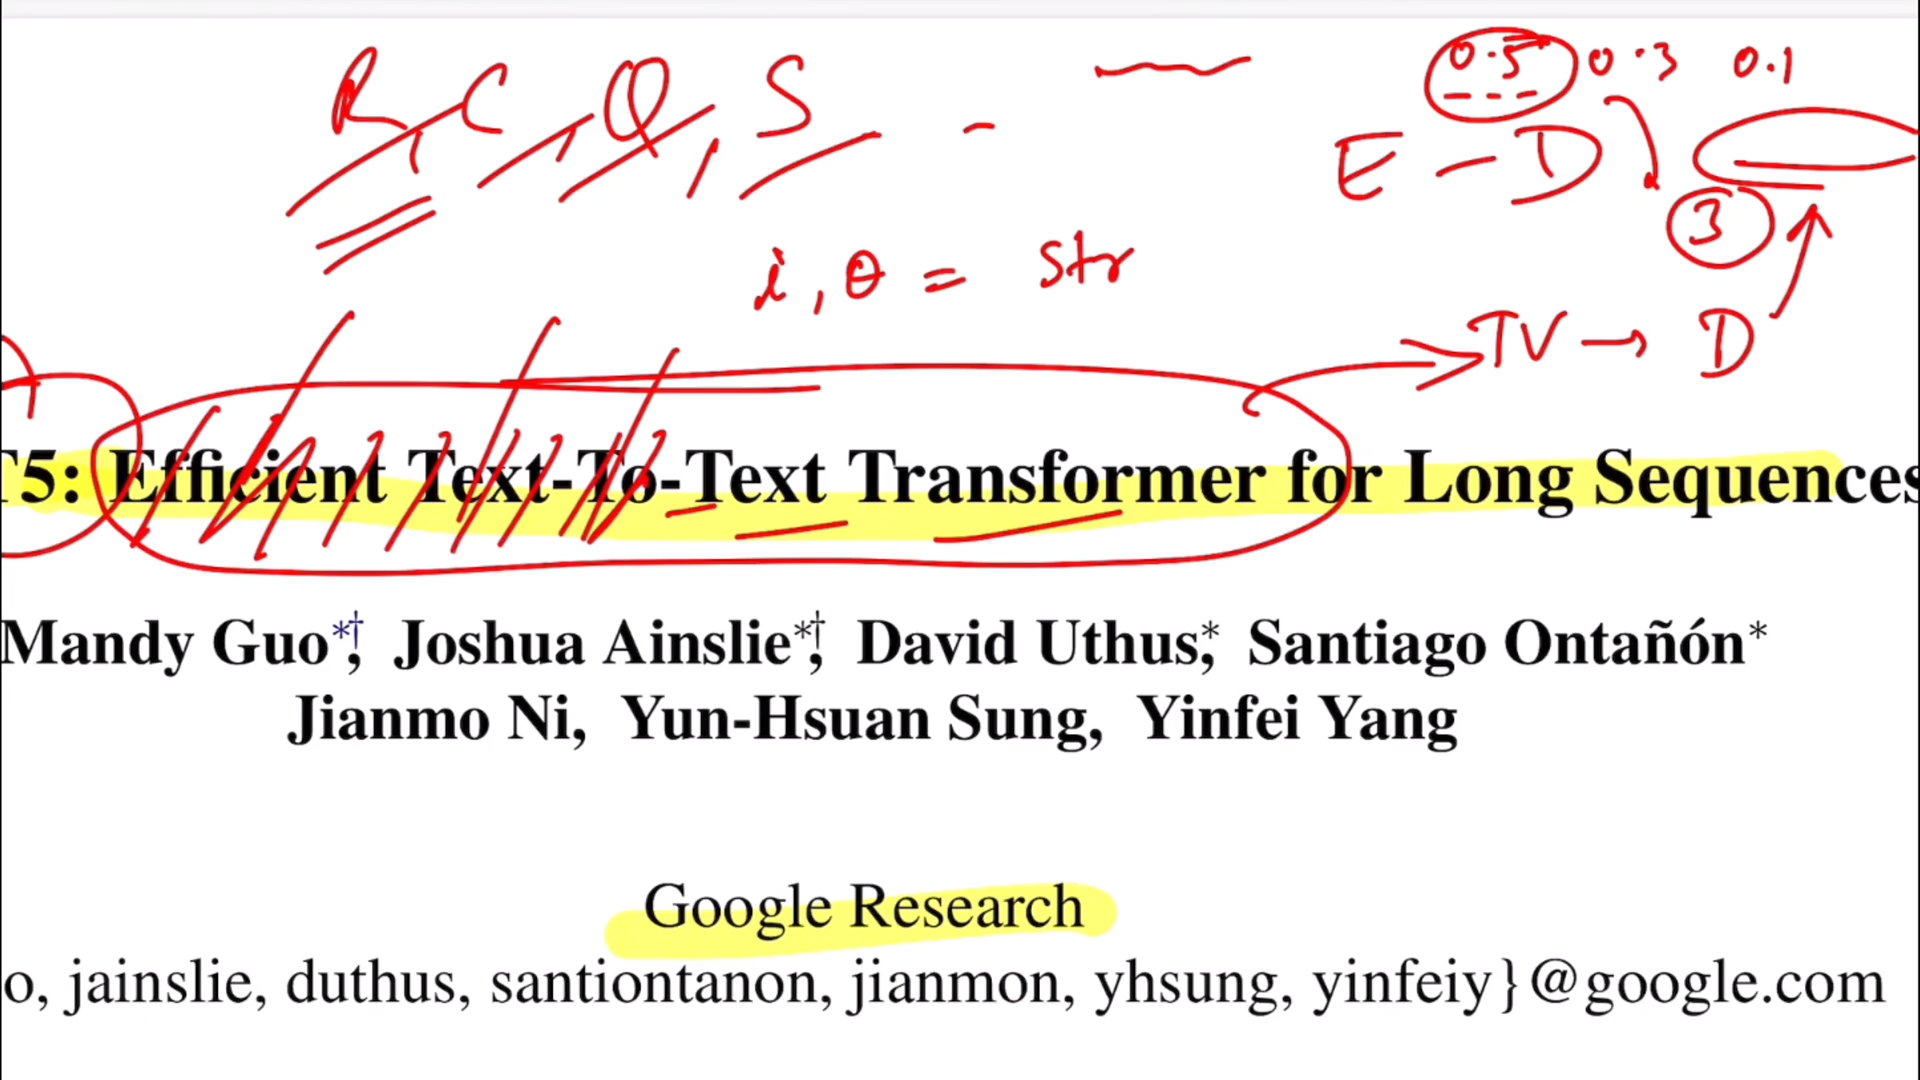 R, C, Q, S -
0.5 0.3 0.1
E - D
3
i, θ = str
TV → D
T5: Efficient Text-To-Text Transformer for Long Sequences
Mandy Guo*†, Joshua Ainslie*†, David Uthus*, Santiago Ontañón*
Jianmo Ni, Yun-Hsuan Sung, Yinfei Yang
Google Research
o, jainslie, duthus, santiontanon, jianmon, yhsung, yinfeiy}@google.com